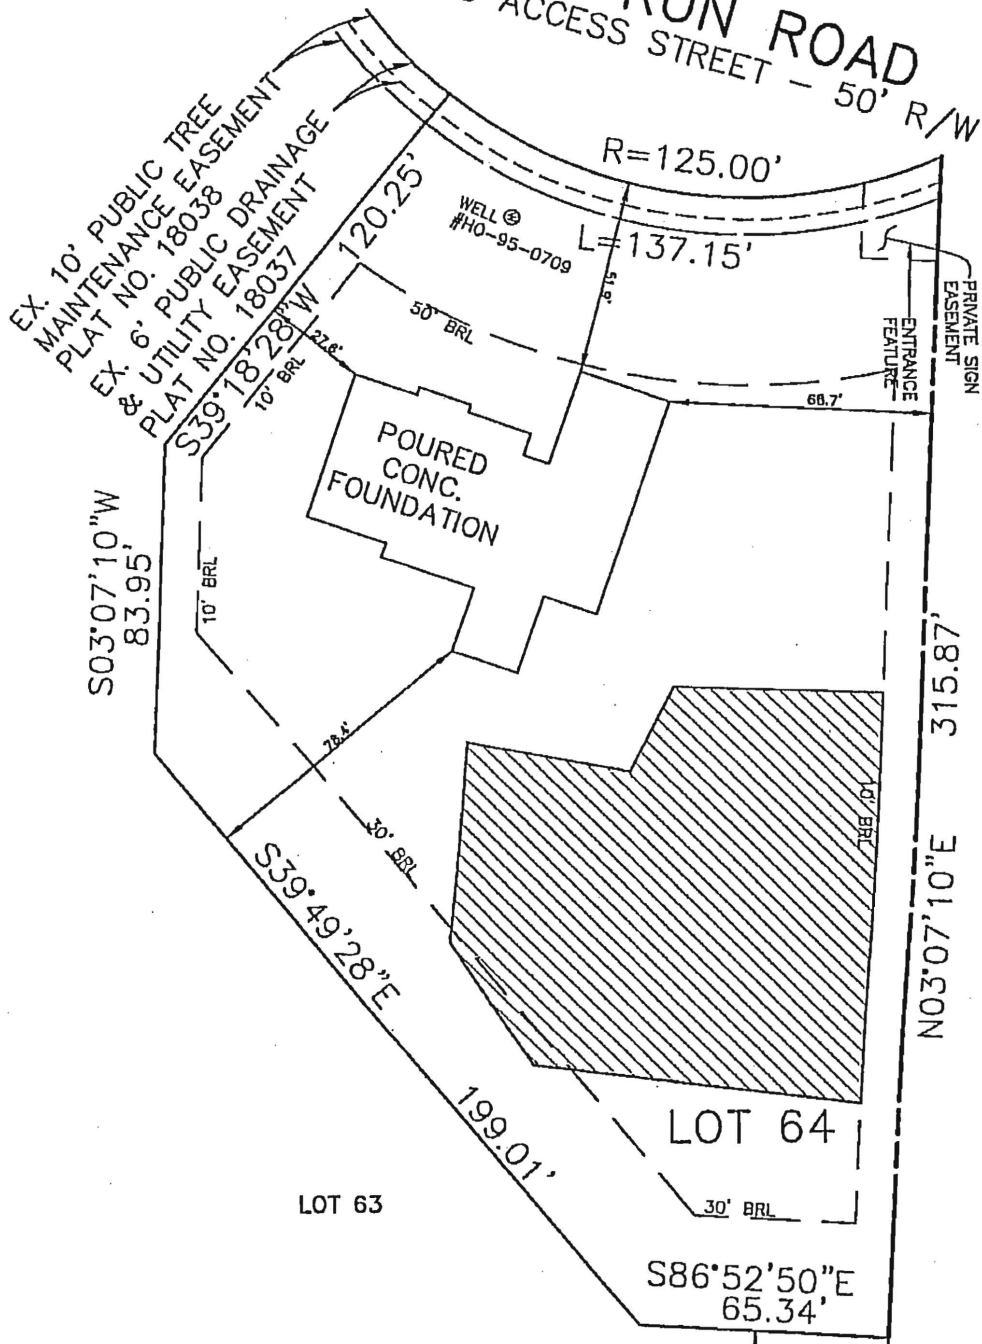 RUN ROAD
ACCESS STREET – 50' R/W
EX. 10' PUBLIC TREE
MAINTENANCE EASEMENT
PLAT NO. 18038
EX. 6' PUBLIC DRAINAGE
& UTILITY EASEMENT
PLAT NO. 18037
R=125.00'
L=137.15'
WELL
#HO-95-0709
120.25'
S39°18'28"W
10' BRL
27.6'
50' BRL
51.9'
PRIVATE SIGN
EASEMENT
ENTRANCE
FEATURE
66.7'
POURED
CONC.
FOUNDATION
S03°07'10"W
83.95'
10' BRL
78.4'
30' BRL
10' BRL
N03°07'10"E 315.87'
S39°49'28"E
199.01'
LOT 64
LOT 63
30' BRL
S86°52'50"E
65.34'